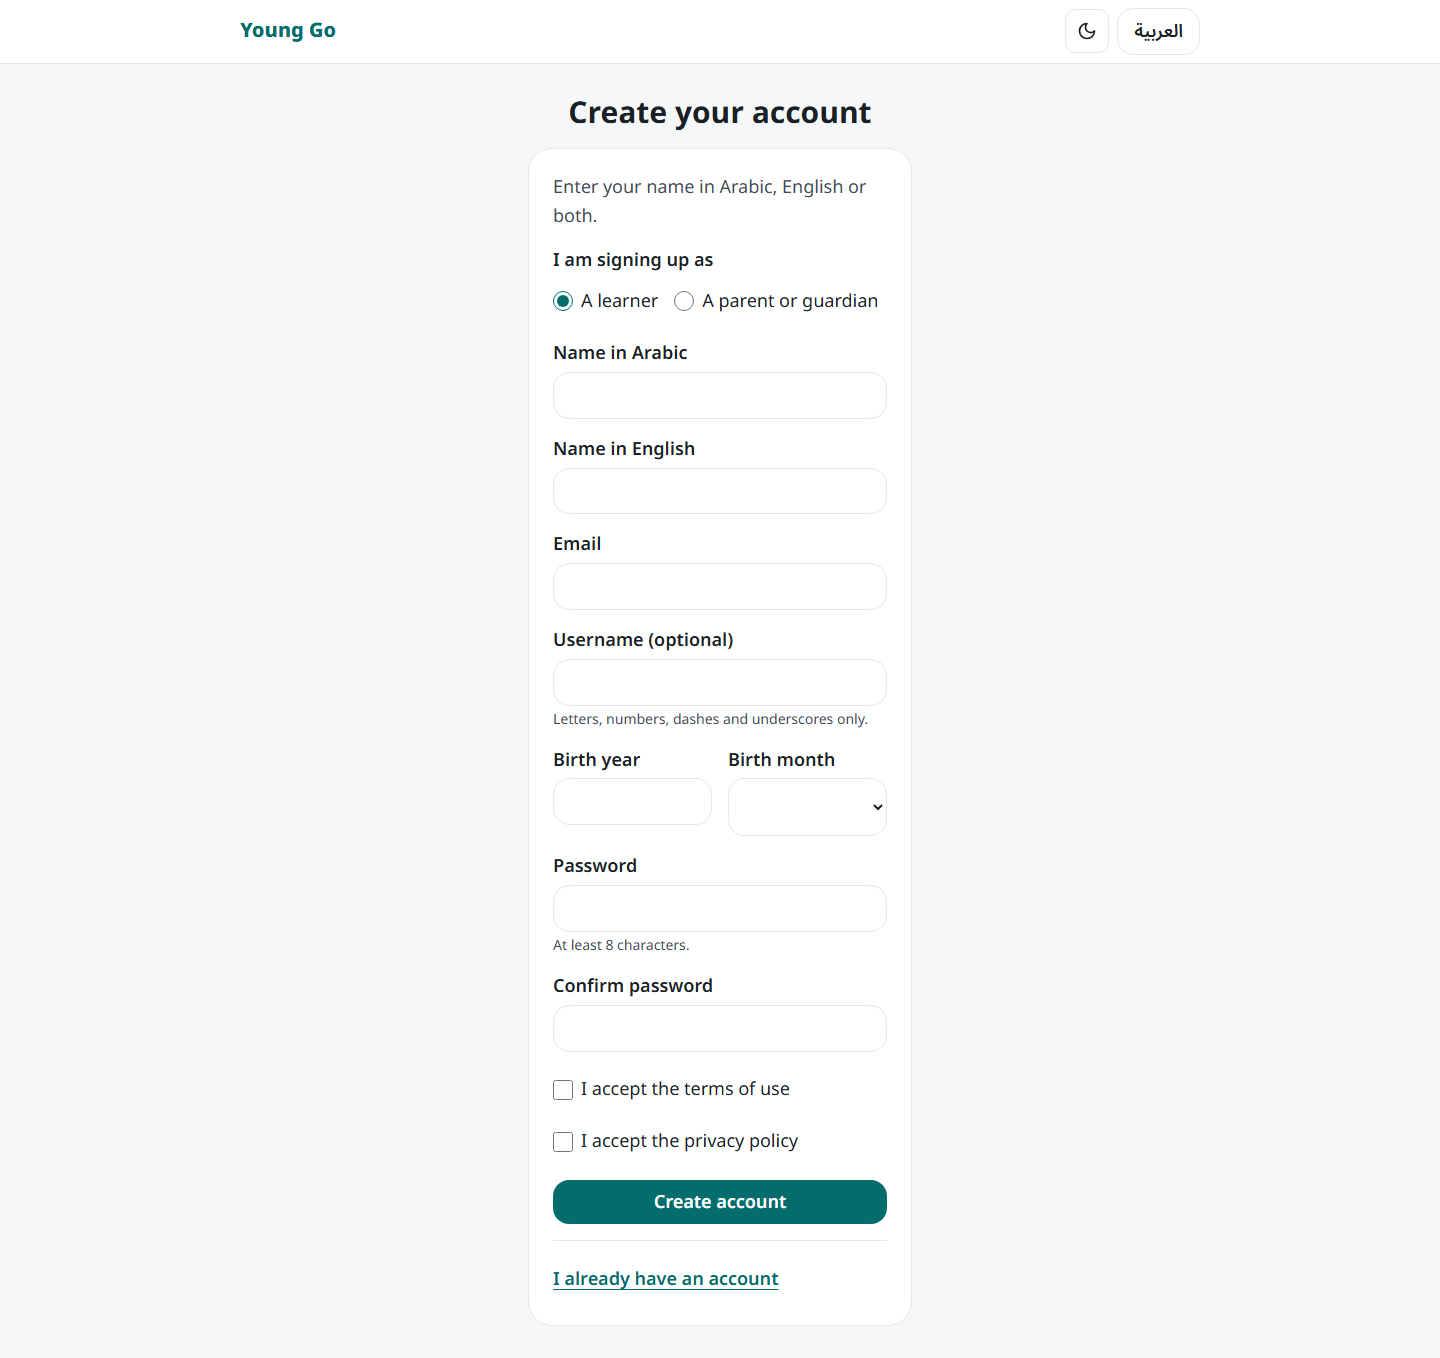 Young Go
العربية
Create your account
Enter your name in Arabic, English or
both.
I am signing up as
A learner
A parent or guardian
Name in Arabic
Name in English
Email
Username (optional)
Letters, numbers, dashes and underscores only.
Birth year
Birth month
Password
At least 8 characters.
Confirm password
I accept the terms of use
I accept the privacy policy
Create account
I already have an account